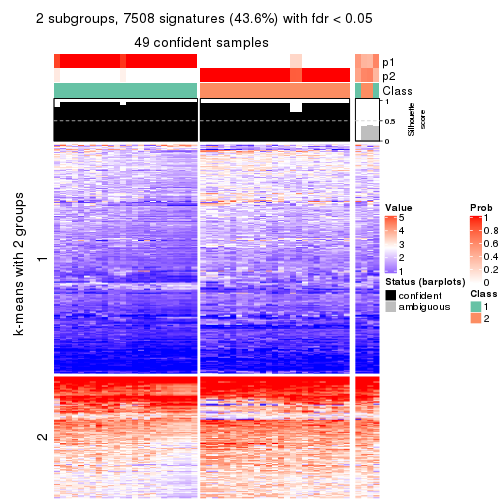 2 subgroups, 7508 signatures (43.6%) with fdr < 0.05
49 confident samples
p1
p2
Class
1
0.5
0
Silhouette
score
k-means with 2 groups
1
2
Value
5
4
3
2
1
Status (barplots)
confident
ambiguous
Prob
1
0.8
0.6
0.4
0.2
0
Class
1
2